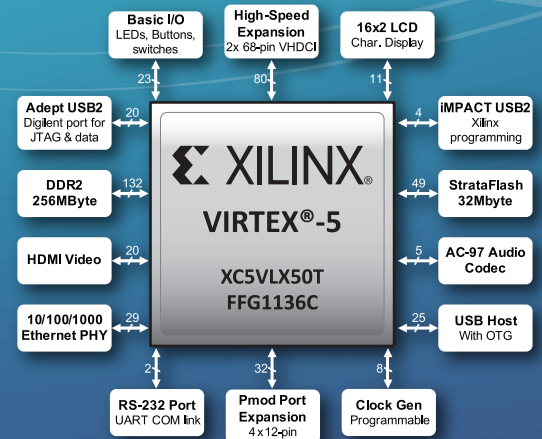 Basic I/O
LEDs, Buttons,
switches
High-Speed
Expansion
2x 68-pin VHDCI
16x2 LCD
Char. Display
23
80
11
Adept USB2
Digilent port for
JTAG & data
20
4
iMPACT USB2
Xilinx
programming
XILINX®
VIRTEX®-5
XC5VLX50T
FFG1136C
DDR2
256MByte
132
49
StrataFlash
32Mbyte
HDMI Video
20
5
AC-97 Audio
Codec
10/100/1000
Ethernet PHY
29
25
USB Host
With OTG
2
32
8
RS-232 Port
UART COM link
Pmod Port
Expansion
4x12-pin
Clock Gen
Programmable